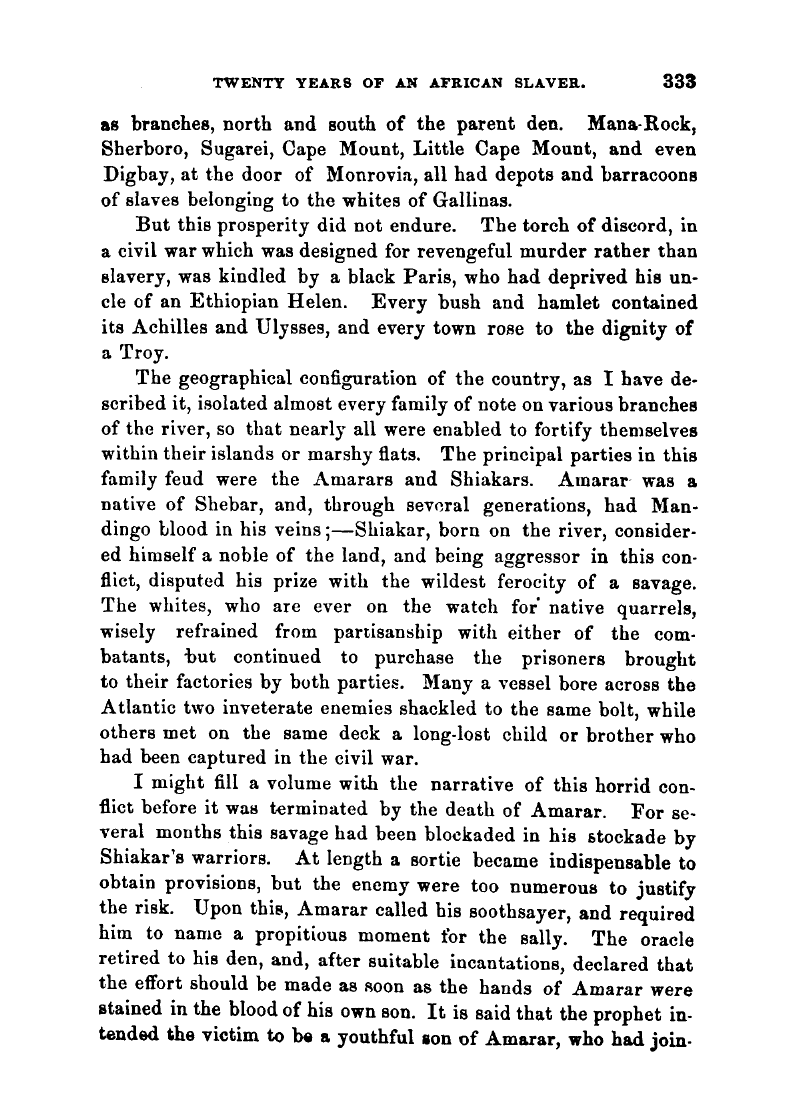 TWENTY YEARS OF AN AFRICAN SLAVER. 333
as branches, north and south of the parent den. Mana-Rock,
Sherboro, Sugarei, Cape Mount, Little Cape Mount, and even
Digbay, at the door of Monrovia, all had depots and barracoons
of slaves belonging to the whites of Gallinas.
But this prosperity did not endure. The torch of discord, in
a civil war which was designed for revengeful murder rather than
slavery, was kindled by a black Paris, who had deprived his un-
cle of an Ethiopian Helen. Every bush and hamlet contained
its Achilles and Ulysses, and every town rose to the dignity of
a Troy.
The geographical configuration of the country, as I have de-
scribed it, isolated almost every family of note on various branches
of the river, so that nearly all were enabled to fortify themselves
within their islands or marshy flats. The principal parties in this
family feud were the Amarars and Shiakars. Amarar was a
native of Shebar, and, through several generations, had Man-
dingo blood in his veins;—Shiakar, born on the river, consider-
ed himself a noble of the land, and being aggressor in this con-
flict, disputed his prize with the wildest ferocity of a savage.
The whites, who are ever on the watch for native quarrels,
wisely refrained from partisanship with either of the com-
batants, but continued to purchase the prisoners brought
to their factories by both parties. Many a vessel bore across the
Atlantic two inveterate enemies shackled to the same bolt, while
others met on the same deck a long-lost child or brother who
had been captured in the civil war.
I might fill a volume with the narrative of this horrid con-
flict before it was terminated by the death of Amarar. For se-
veral months this savage had been blockaded in his stockade by
Shiakar's warriors. At length a sortie became indispensable to
obtain provisions, but the enemy were too numerous to justify
the risk. Upon this, Amarar called his soothsayer, and required
him to name a propitious moment for the sally. The oracle
retired to his den, and, after suitable incantations, declared that
the effort should be made as soon as the hands of Amarar were
stained in the blood of his own son. It is said that the prophet in-
tended the victim to be a youthful son of Amarar, who had join-